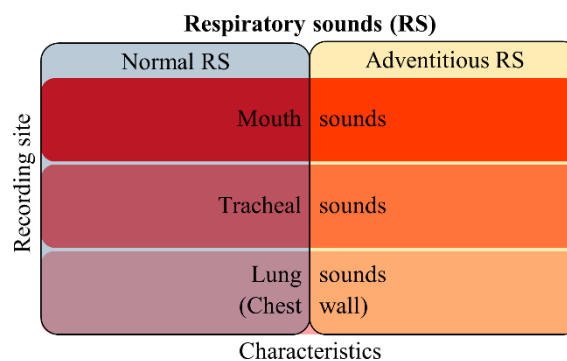 Respiratory sounds (RS)
Normal RS
Adventitious RS
Recording site
Mouth sounds
Tracheal sounds
Lung sounds
(Chest wall)
Characteristics